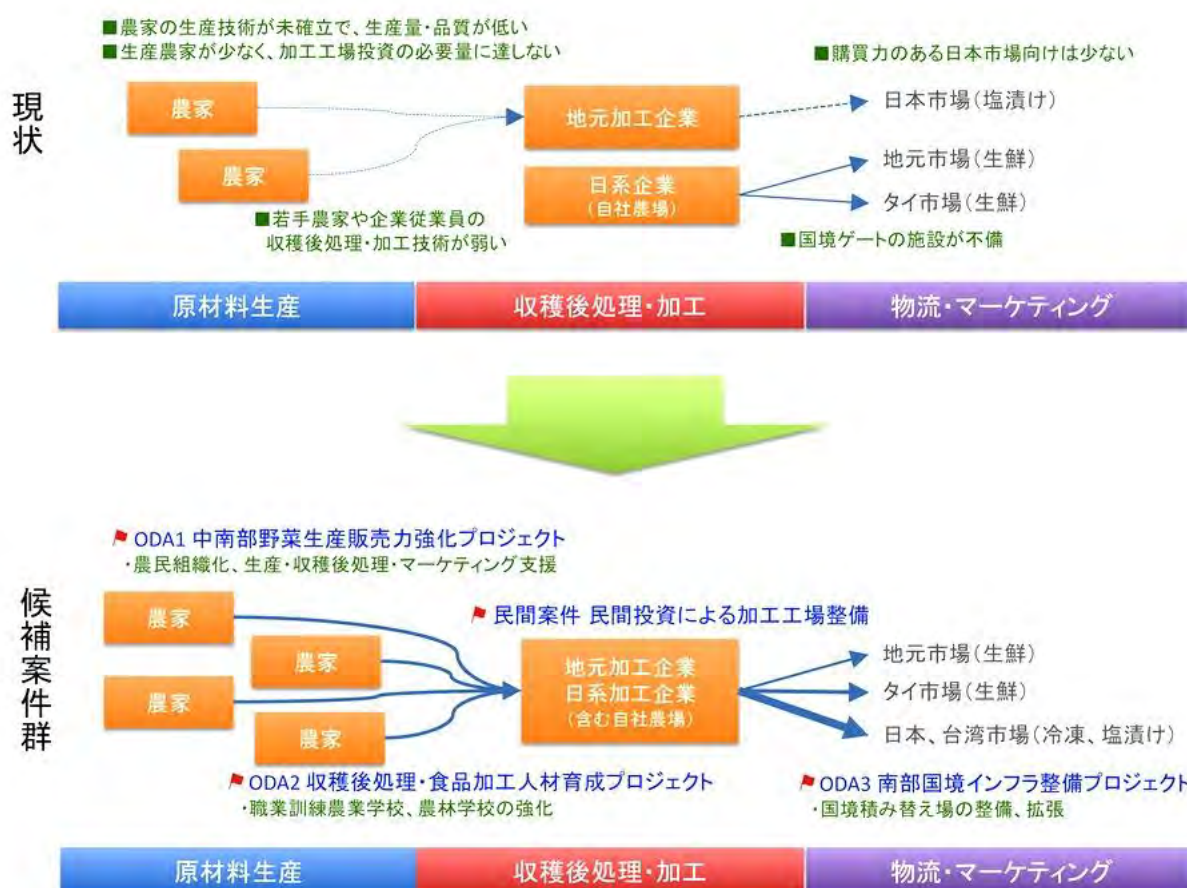 ■農家の生産技術が未確立で、生産量・品質が低い
■生産農家が少なく、加工工場投資の必要量に達しない
■購買力のある日本市場向けは少ない
現状
農家
農家
地元加工企業
日系企業
(自社農場)
日本市場(塩漬け)
地元市場(生鮮)
タイ市場(生鮮)
■若手農家や企業従業員の
収穫後処理・加工技術が弱い
■国境ゲートの施設が不備
原材料生産
収穫後処理・加工
物流・マーケティング
候補案件群
ODA1 中南部野菜生産販売力強化プロジェクト
・農民組織化、生産・収穫後処理・マーケティング支援
農家
農家
農家
農家
民間案件 民間投資による加工工場整備
地元加工企業
日系加工企業
(含む自社農場)
地元市場(生鮮)
タイ市場(生鮮)
日本、台湾市場(冷凍、塩漬け)
ODA2 収穫後処理・食品加工人材育成プロジェクト
・職業訓練農業学校、農林学校の強化
ODA3 南部国境インフラ整備プロジェクト
・国境積み替え場の整備、拡張
原材料生産
収穫後処理・加工
物流・マーケティング